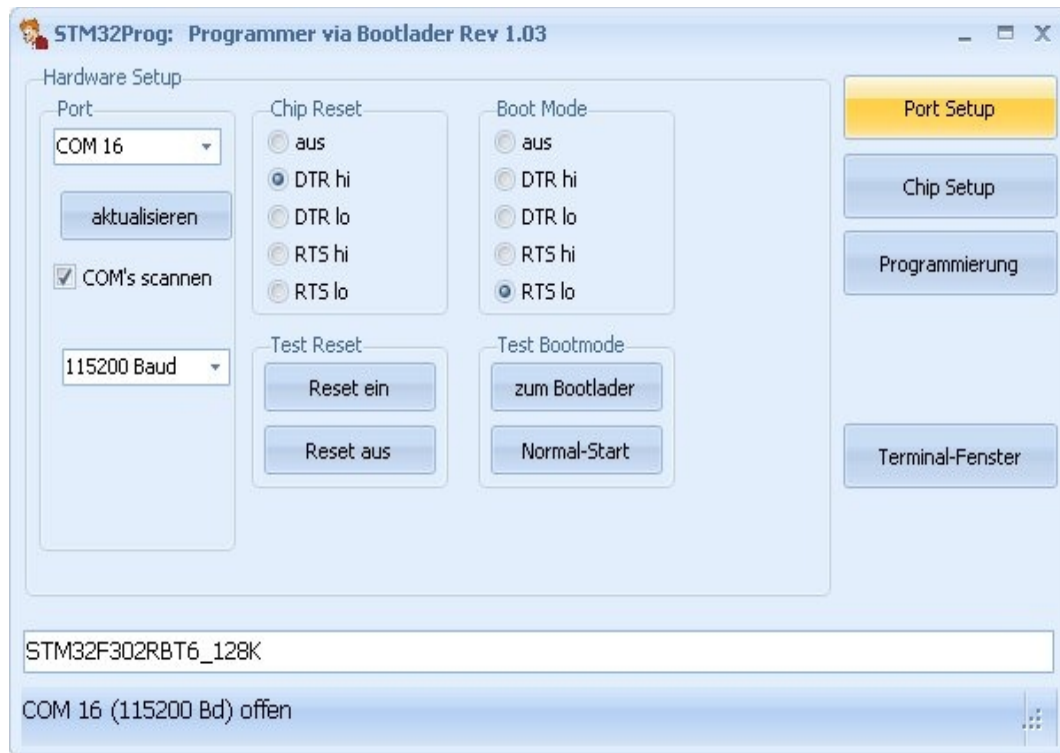 STM32Prog: Programmer via Bootlader Rev 1.03
Hardware Setup
Port
COM 16
aktualisieren
COM's scannen
115200 Baud
Chip Reset
aus
DTR hi
DTR lo
RTS hi
RTS lo
Test Reset
Reset ein
Reset aus
Boot Mode
aus
DTR hi
DTR lo
RTS hi
RTS lo
Test Bootmode
zum Bootlader
Normal-Start
Port Setup
Chip Setup
Programmierung
Terminal-Fenster
STM32F302RBT6_128K
COM 16 (115200 Bd) offen